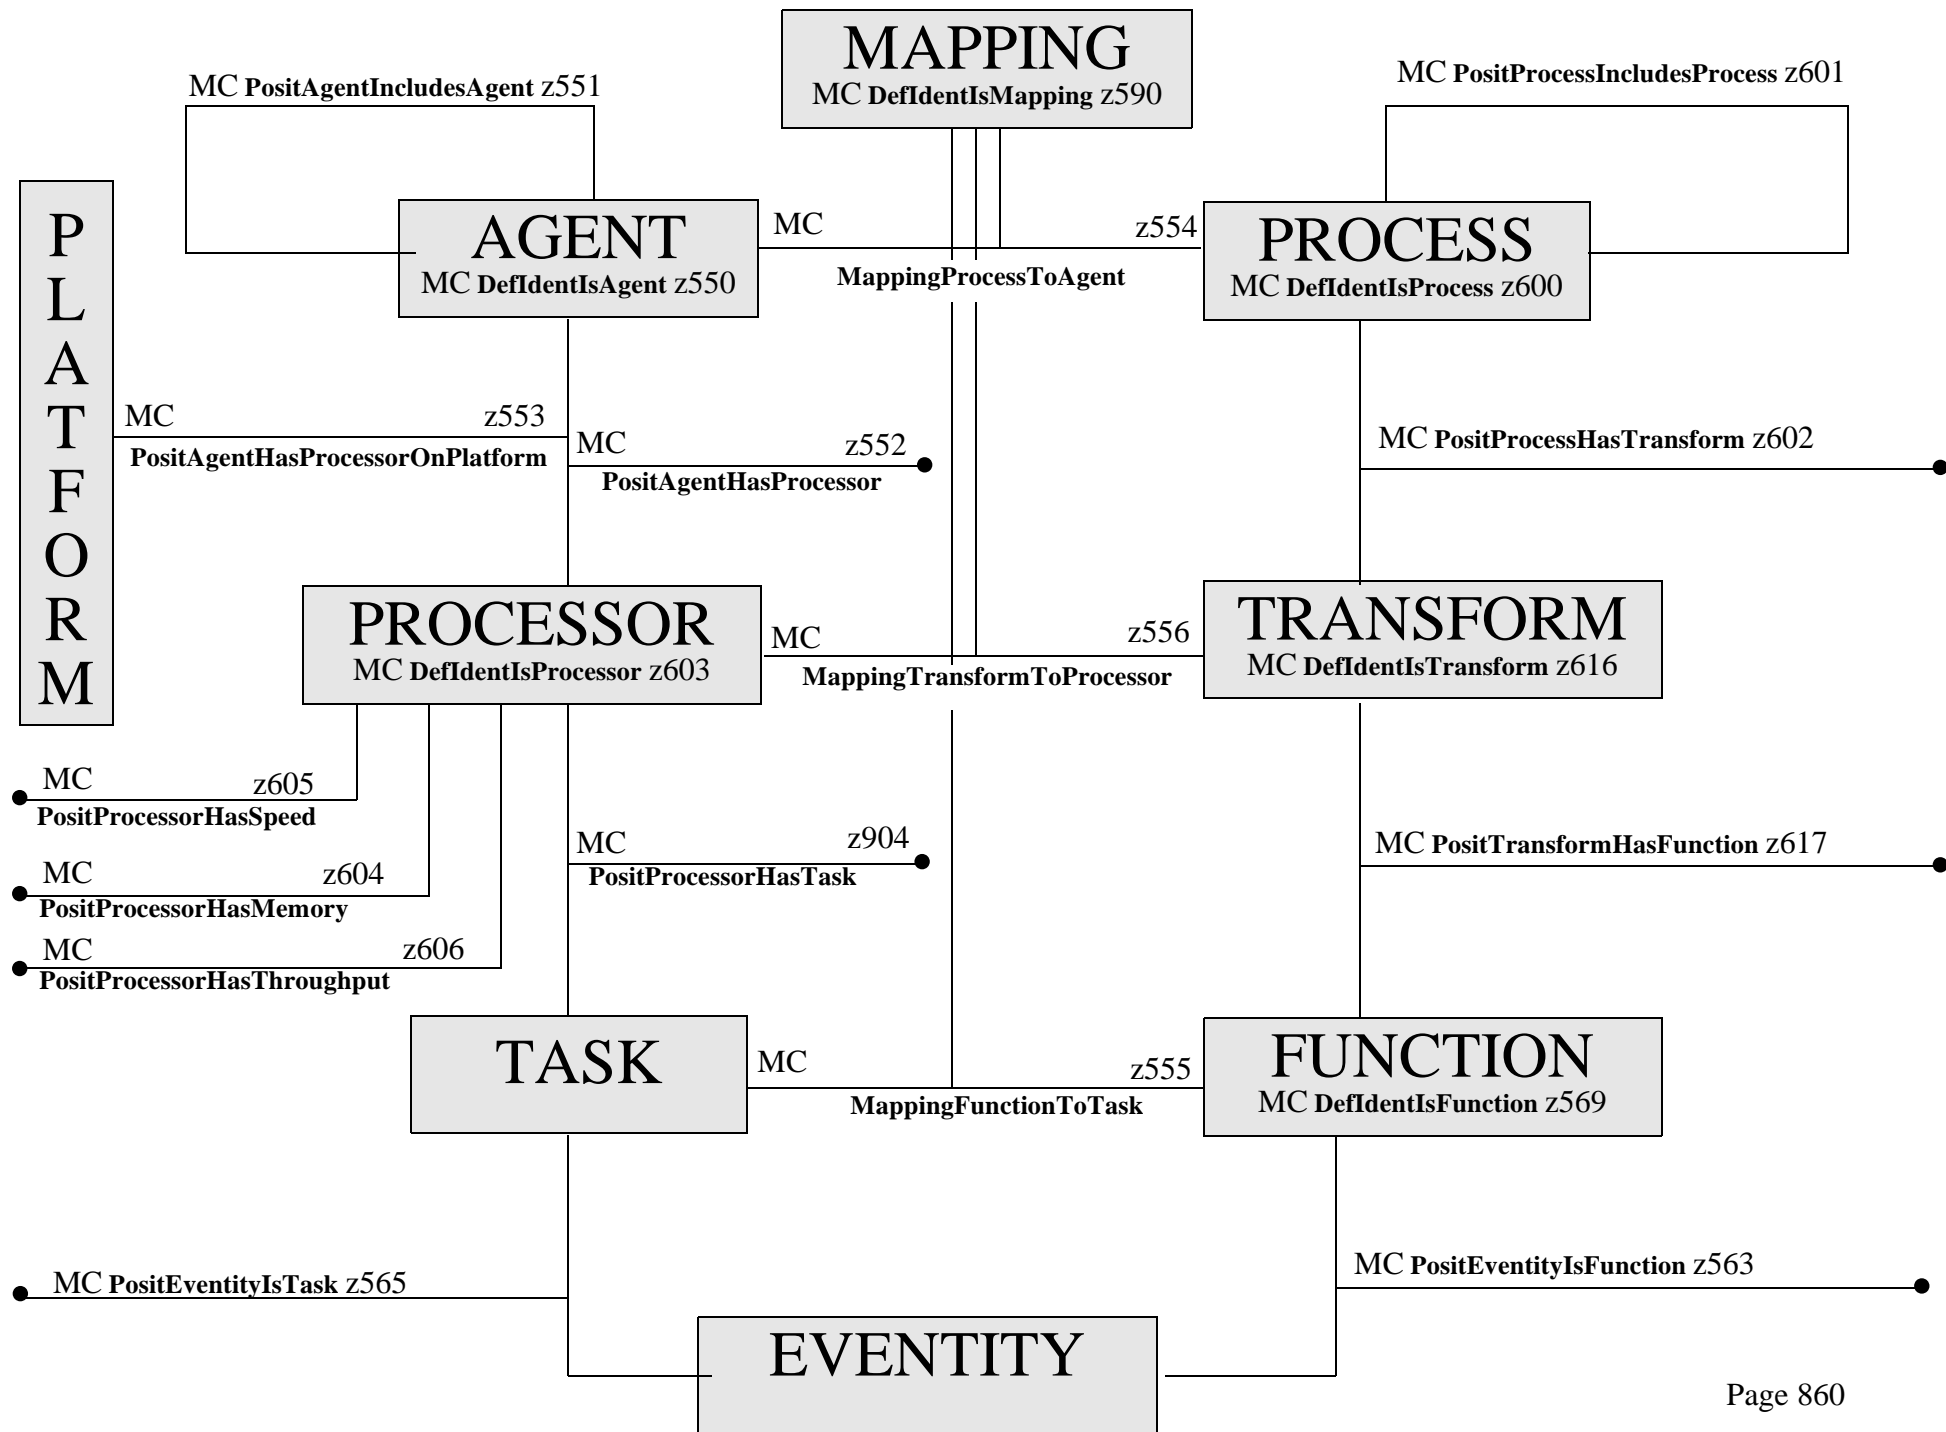 MAPPING
MC DefIdentIsMapping z590
MC PositAgentIncludesAgent z551
MC PositProcessIncludesProcess z601
PLATFORM
AGENT
MC DefIdentIsAgent z550
MC z554
MappingProcessToAgent
PROCESS
MC DefIdentIsProcess z600
MC z553
PositAgentHasProcessorOnPlatform
MC z552
PositAgentHasProcessor
MC PositProcessHasTransform z602
PROCESSOR
MC DefIdentIsProcessor z603
MC z556
MappingTransformToProcessor
TRANSFORM
MC DefIdentIsTransform z616
MC z605
PositProcessorHasSpeed
MC z604
PositProcessorHasMemory
MC z606
PositProcessorHasThroughput
MC z904
PositProcessorHasTask
MC PositTransformHasFunction z617
TASK
MC z555
MappingFunctionToTask
FUNCTION
MC DefIdentIsFunction z569
MC PositEventityIsTask z565
MC PositEventityIsFunction z563
EVENTITY
Page 860